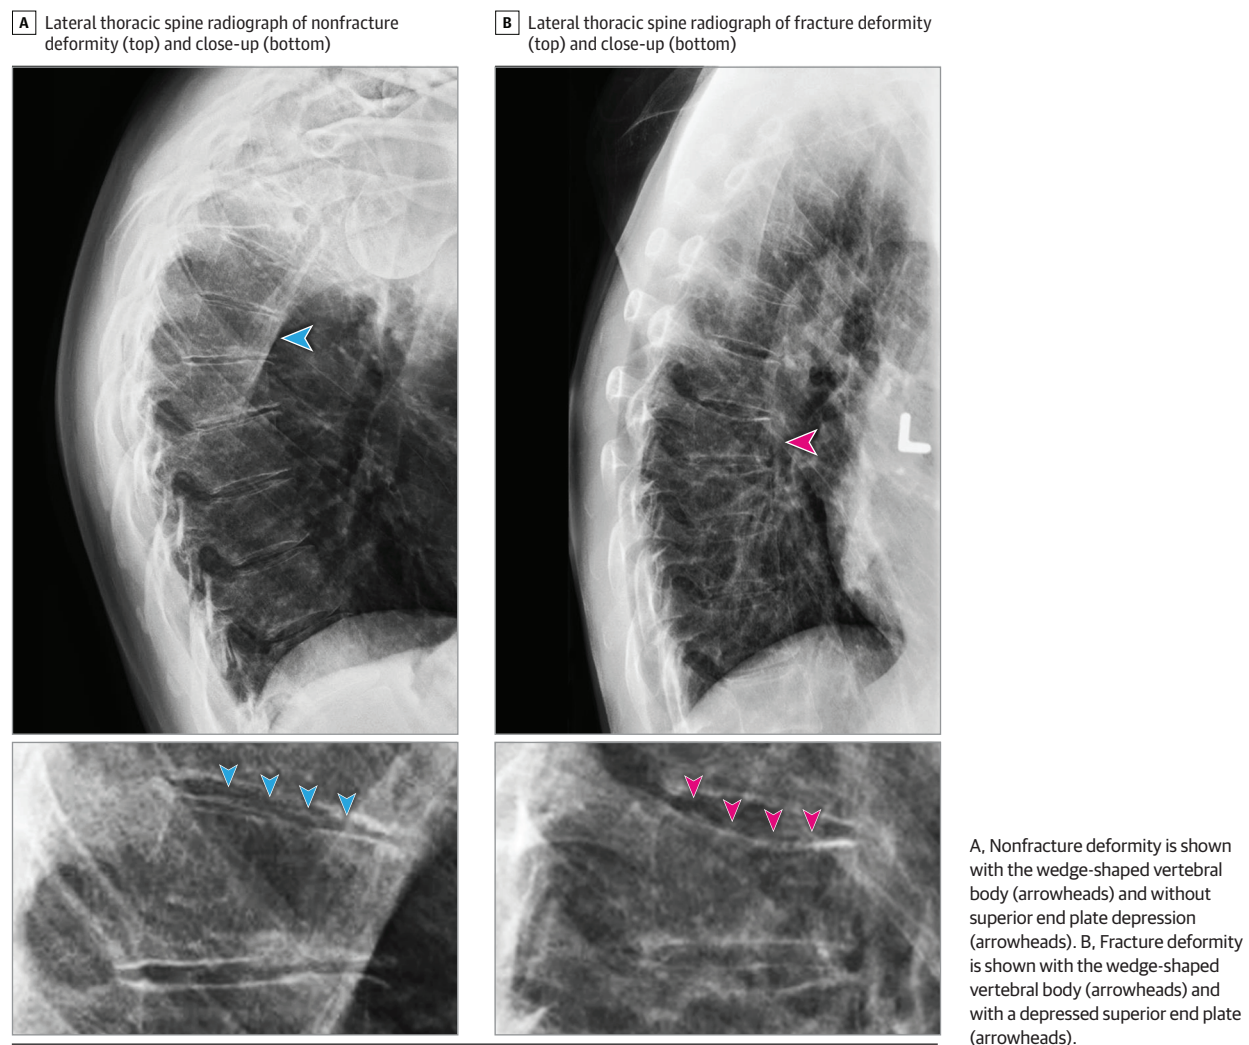 A Lateral thoracic spine radiograph of nonfracture
deformity (top) and close-up (bottom)
B Lateral thoracic spine radiograph of fracture deformity
(top) and close-up (bottom)
L
A, Nonfracture deformity is shown
with the wedge-shaped vertebral
body (arrowheads) and without
superior end plate depression
(arrowheads). B, Fracture deformity
is shown with the wedge-shaped
vertebral body (arrowheads) and
with a depressed superior end plate
(arrowheads).